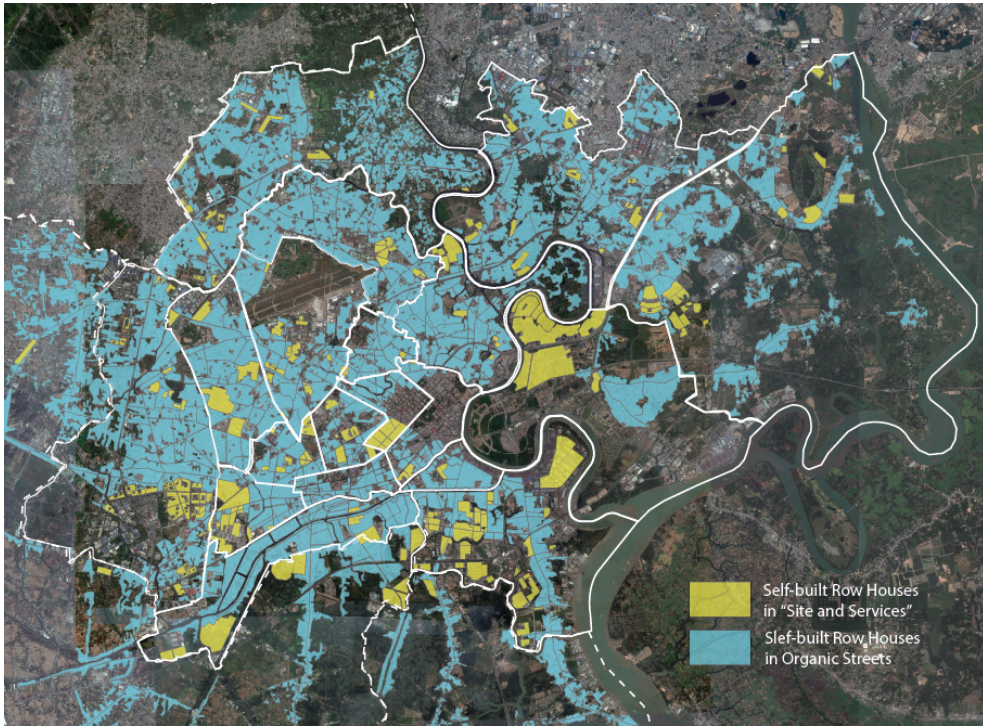 Self-built Row Houses
in "Site and Services"
Slef-built Row Houses
in Organic Streets